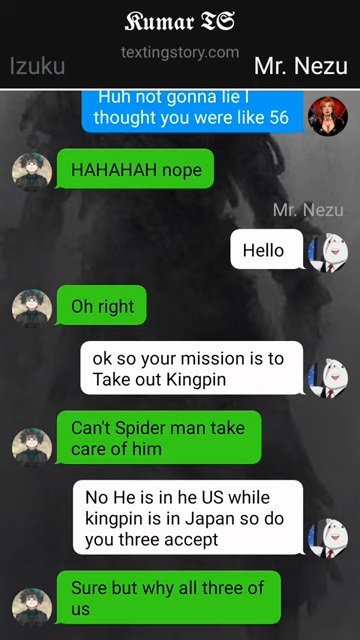 Kumar TS
textingstory.com
Izuku
Mr. Nezu
Huh not gonna lie I
thought you were like 56
HAHAHAH nope
Mr. Nezu
Hello
Oh right
ok so your mission is to
Take out Kingpin
Can't Spider man take
care of him
No He is in he US while
kingpin is in Japan so do
you three accept
Sure but why all three of
us